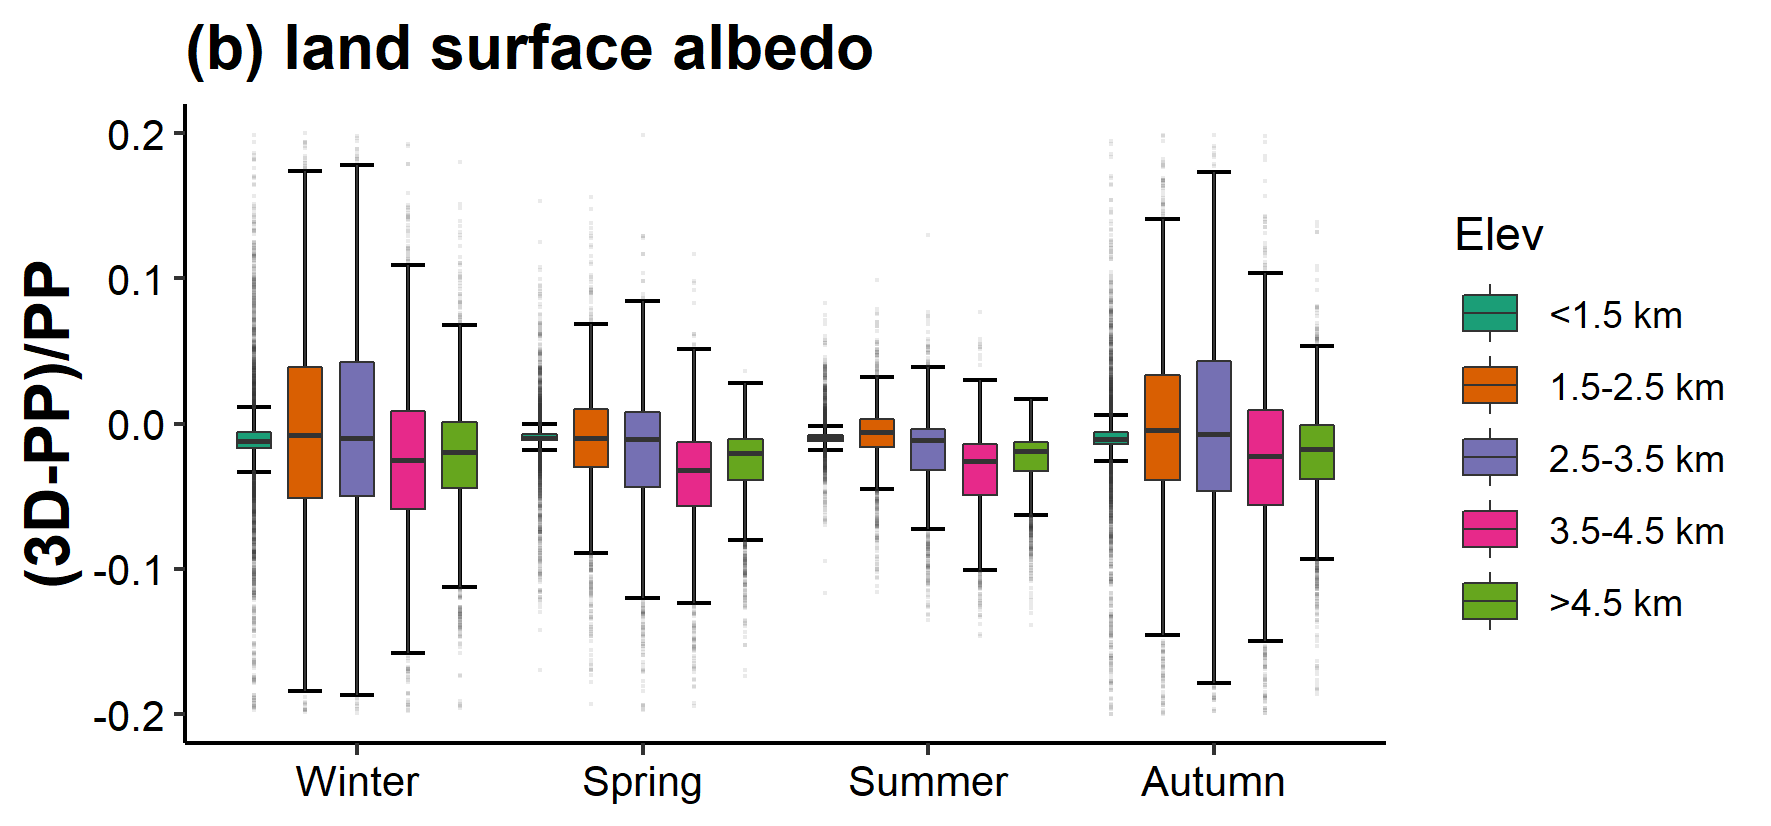 (b) land surface albedo
(3D-PP)/PP
0.2
0.1
0.0
-0.1
-0.2
Winter Spring Summer Autumn
Elev
<1.5 km
1.5-2.5 km
2.5-3.5 km
3.5-4.5 km
>4.5 km